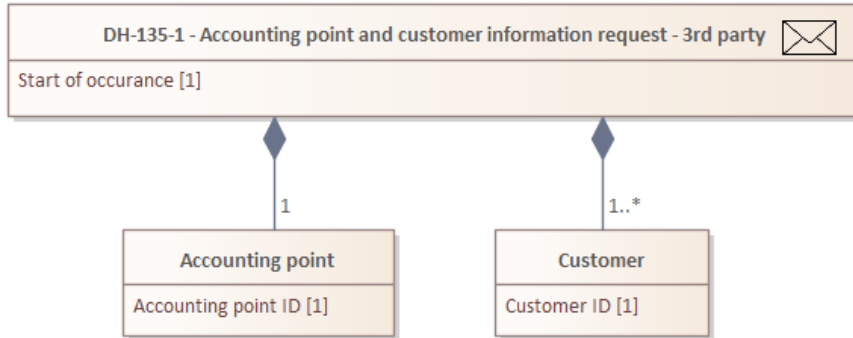 DH-135-1 - Accounting point and customer information request - 3rd party
Start of occurance [1]
1
1..*
Accounting point
Customer
Accounting point ID [1]
Customer ID [1]